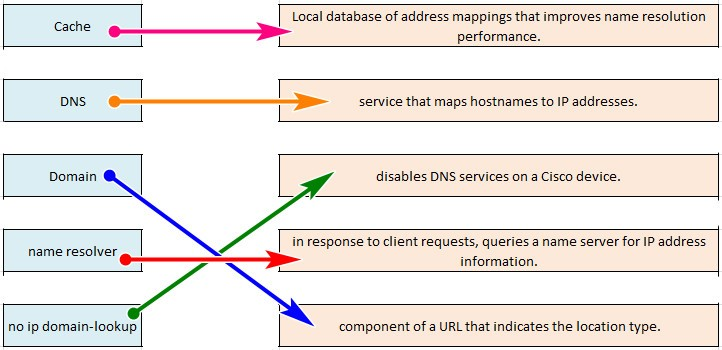 Cache
Local database of address mappings that improves name resolution
performance.
DNS
service that maps hostnames to IP addresses.
Domain
disables DNS services on a Cisco device.
name resolver
in response to client requests, queries a name server for IP address
information.
no ip domain-lookup
component of a URL that indicates the location type.